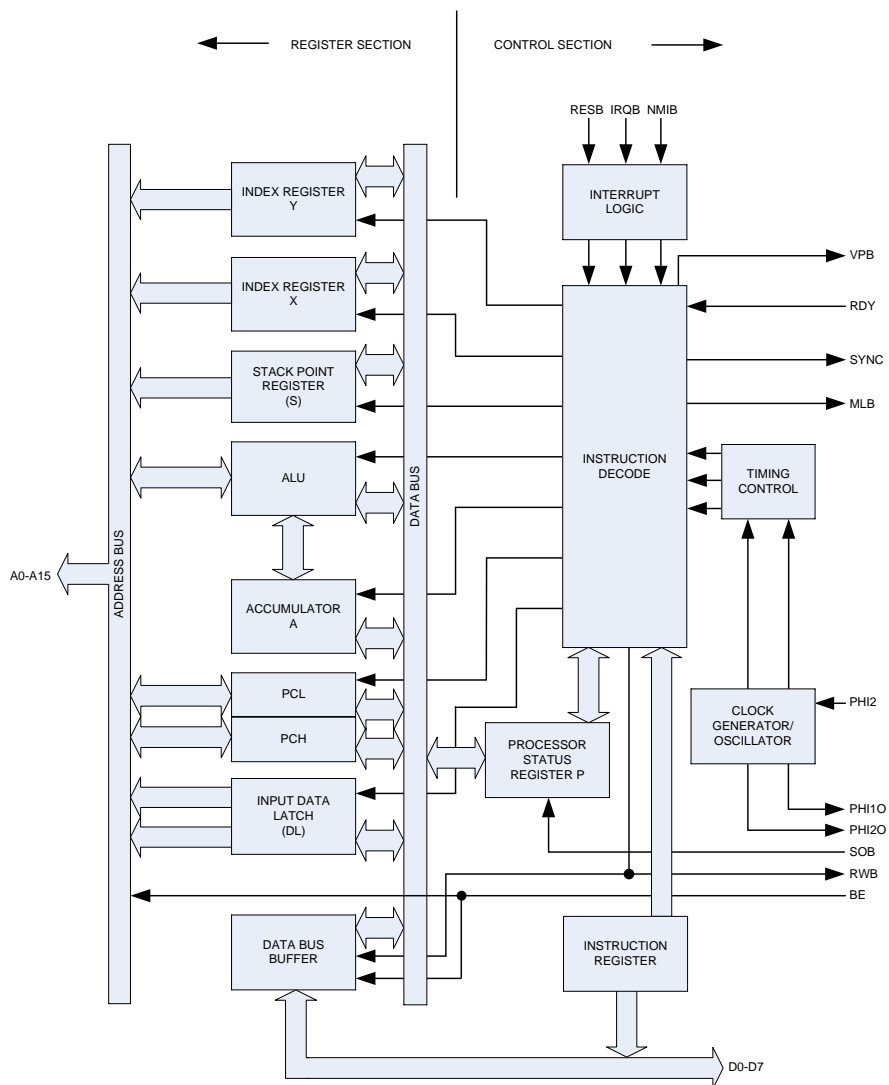 REGISTER SECTION
CONTROL SECTION
RESB IRQB NMIB
INTERRUPT
LOGIC
INDEX REGISTER
Y
INDEX REGISTER
X
STACK POINT
REGISTER
(S)
ALU
ACCUMULATOR
A
PCL
PCH
INPUT DATA
LATCH
(DL)
DATA BUS
BUFFER
ADDRESS BUS
DATA BUS
A0-A15
INSTRUCTION
DECODE
TIMING
CONTROL
CLOCK
GENERATOR/
OSCILLATOR
PROCESSOR
STATUS
REGISTER P
INSTRUCTION
REGISTER
VPB
RDY
SYNC
MLB
PHI2
PHI1O
PHI2O
SOB
RWB
BE
D0-D7